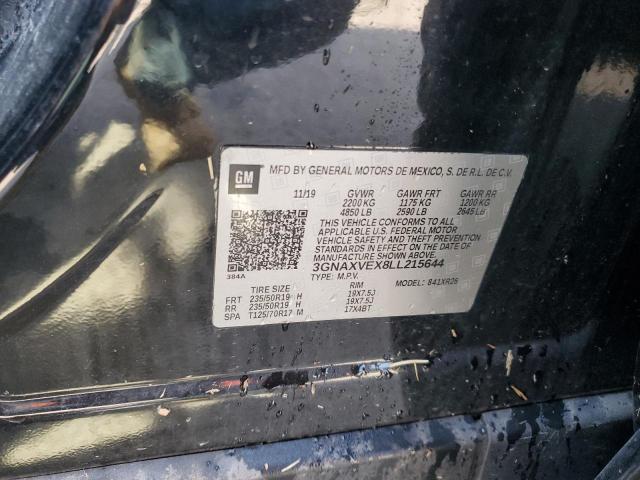 GM
MFD BY GENERAL MOTORS DE MEXICO, S. DE R.L. DE C.V.
11/19 GVWR GAWR FRT GAWR RR
2200 KG 1175 KG 1200 KG
4850 LB 2590 LB 2645 LB
THIS VEHICLE CONFORMS TO ALL
APPLICABLE U.S. FEDERAL MOTOR
VEHICLE SAFETY AND THEFT PREVENTION
STANDARDS IN EFFECT ON THE DATE OF
MANUFACTURE SHOWN ABOVE.
384A 3GNAXVEX8LL215644
TYPE: M.P.V. MODEL: 841XR26
TIRE SIZE RIM
FRT 235/50R19 H 19X7.5J
RR 235/50R19 H 19X7.5J
SPA T125/70R17 M 17X4BT